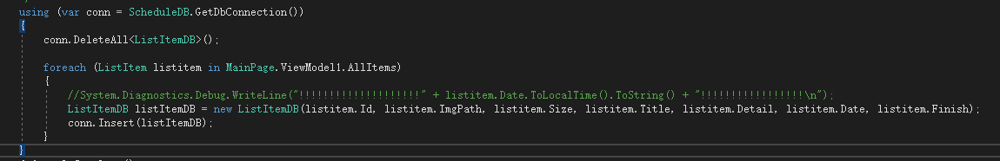 using (var conn = ScheduleDB.GetDbConnection())
{
conn.DeleteAll<ListItemDB>();
foreach (ListItem listitem in MainPage.ViewModel1.AllItems)
{
//System.Diagnostics.Debug.WriteLine("!!!!!!!!!!!!!!!!!!!!" + listitem.Date.ToLocalTime().ToString() + "!!!!!!!!!!!!!!!!!\n");
ListItemDB listitemDB = new ListItemDB(listitem.Id, listitem.ImgPath, listitem.Size, listitem.Title, listitem.Detail, listitem.Date, listitem.Finish);
conn.Insert(listitemDB);
}
}